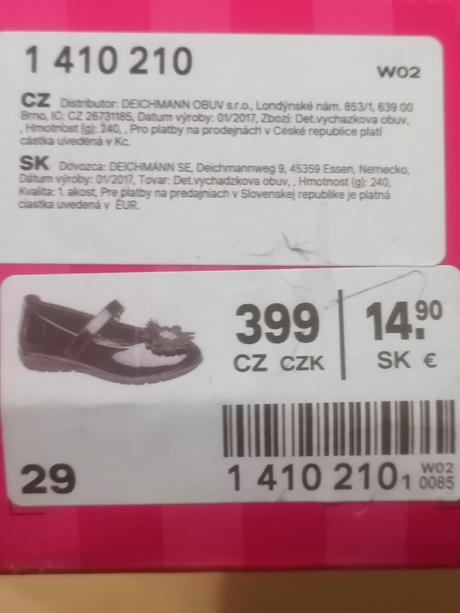 1 410 210
W02
CZ Distributor: DEICHMANN OBUV s.r.o., Londýnské nám. 853/1, 639 00
Brno, IC: CZ 26731185, Datum výroby: 01/2017, Zbozi: Det.vychazkova obuv,
, Hmotnost (g): 240, , Pro platby na prodejnách v Ceské republice platí
cástka uvedená v Kc.
SK Dovozca: DEICHMANN SE, Deichmannweg 9, 45359 Essen, Nemecko,
Dátum výroby: 01/2017, Tovar: Det.vychadzkova obuv, , Hmotnost (g): 240,
Kvalita: 1. akost, Pre platby na predajniach v Slovenskej republike je platná
ciastka uvedená v EUR.
399
CZ CZK
14.90
SK €
29
1 410 210 1
W02
0085